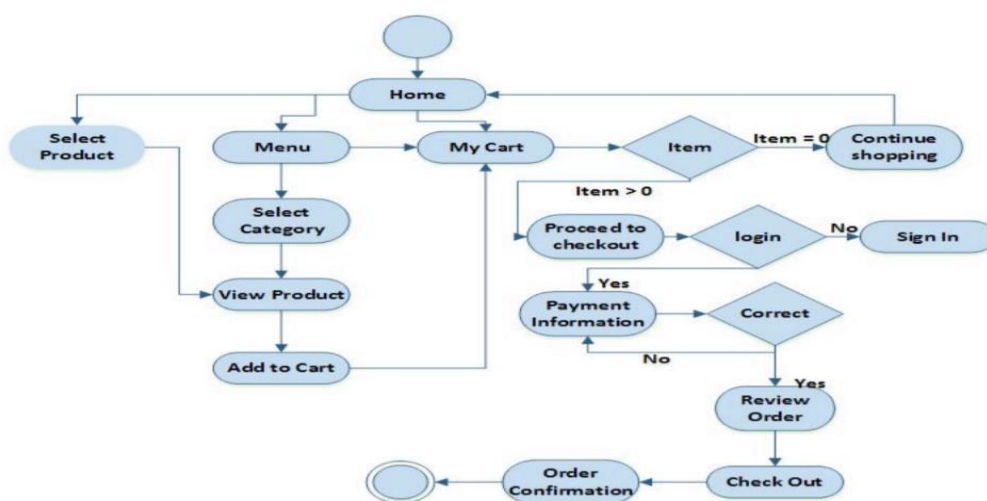 Home
Select
Product
Menu
My Cart
Item
Item = 0
Continue
shopping
Item > 0
Select
Category
Proceed to
checkout
login
No
Sign In
Yes
View Product
Payment
Information
Correct
No
Add to Cart
Yes
Review
Order
Order
Confirmation
Check Out